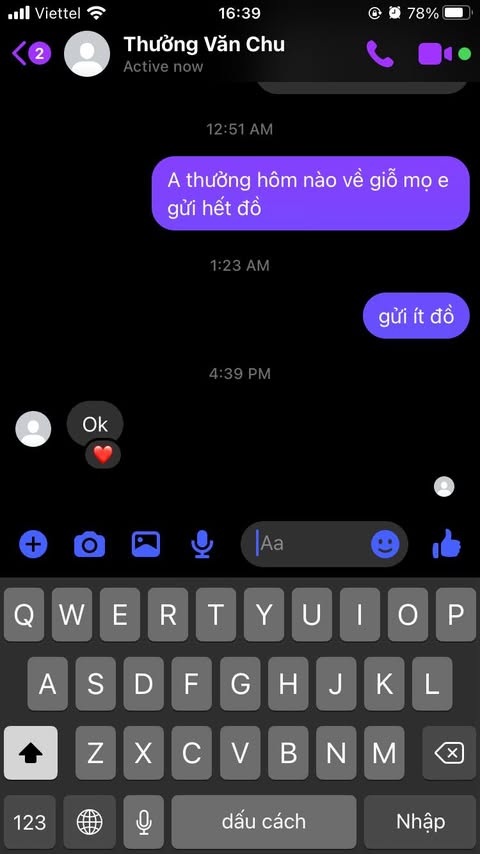 Viettel 16:39 78%
2 Thưởng Văn Chu
Active now
12:51 AM
A thưởng hôm nào về giỗ mọ e
gửi hết đồ
1:23 AM
gửi ít đồ
4:39 PM
Ok
Aa
Q W E R T Y U I O P
A S D F G H J K L
Z X C V B N M
123 dấu cách Nhập